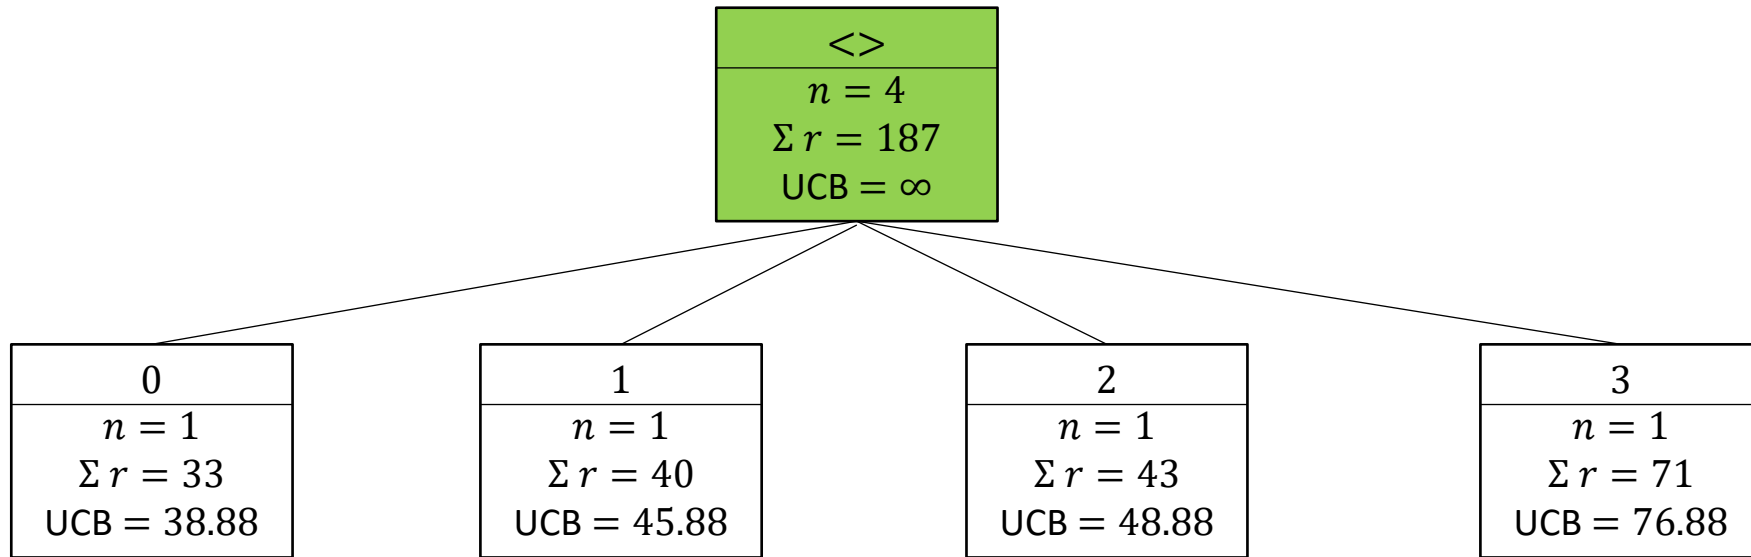 <>
n = 4
Σ r = 187
UCB = ∞
0
n = 1
Σ r = 33
UCB = 38.88
1
n = 1
Σ r = 40
UCB = 45.88
2
n = 1
Σ r = 43
UCB = 48.88
3
n = 1
Σ r = 71
UCB = 76.88